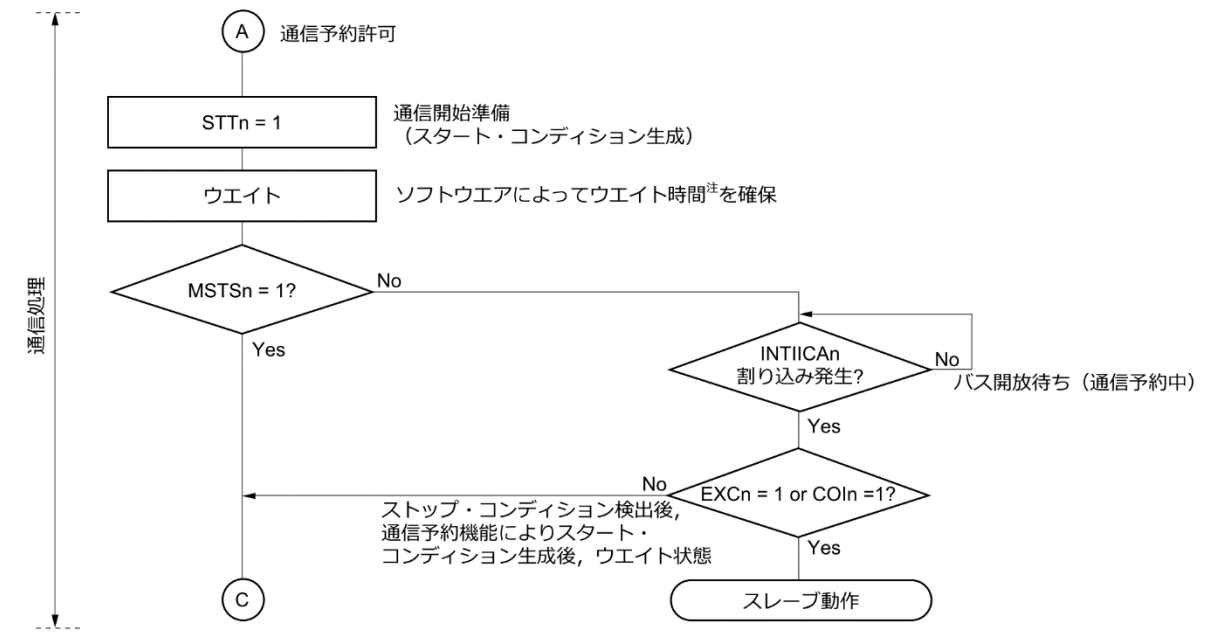 A 通信予約許可
STTn = 1
通信開始準備
（スタート・コンディション生成）
ウエイト
ソフトウエアによってウエイト時間注を確保
MSTSn = 1?
No
Yes
INTIICAn
割り込み発生?
No
バス開放待ち（通信予約中）
Yes
EXCn = 1 or COIn =1?
No
ストップ・コンディション検出後,
通信予約機能によりスタート・
コンディション生成後，ウエイト状態
Yes
C
スレーブ動作
通信処理